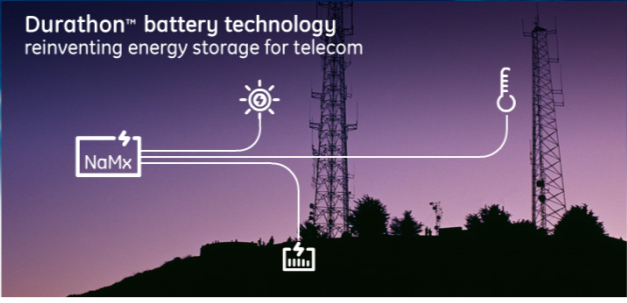 Durathon™ battery technology
reinventing energy storage for telecom
NaMx